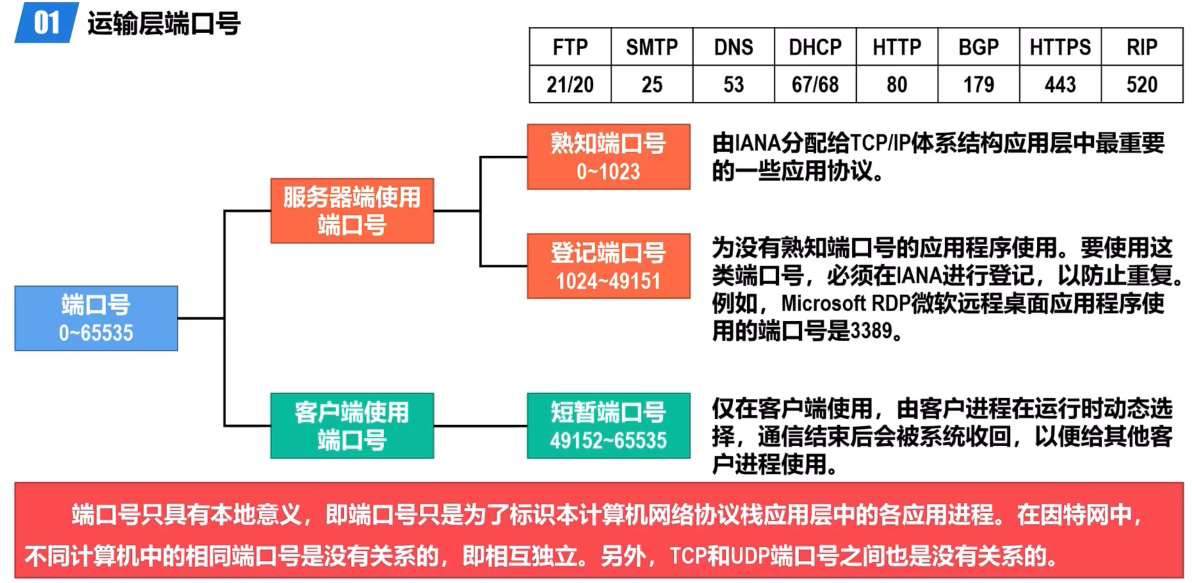 01 运输层端口号
FTP SMTP DNS DHCP HTTP BGP HTTPS RIP
21/20 25 53 67/68 80 179 443 520
熟知端口号
0~1023
由IANA分配给TCP/IP体系结构应用层中最重要
的一些应用协议。
服务器端使用
端口号
登记端口号
1024~49151
为没有熟知端口号的应用程序使用。要使用这
类端口号，必须在IANA进行登记，以防止重复。
例如，Microsoft RDP微软远程桌面应用程序使
用的端口号是3389。
端口号
0~65535
客户端使用
端口号
短暂端口号
49152~65535
仅在客户端使用，由客户进程在运行时动态选
择，通信结束后会被系统收回，以便给其他客
户进程使用。
端口号只具有本地意义，即端口号只是为了标识本计算机网络协议栈应用层中的各应用进程。在因特网中，
不同计算机中的相同端口号是没有关系的，即相互独立。另外，TCP和UDP端口号之间也是没有关系的。